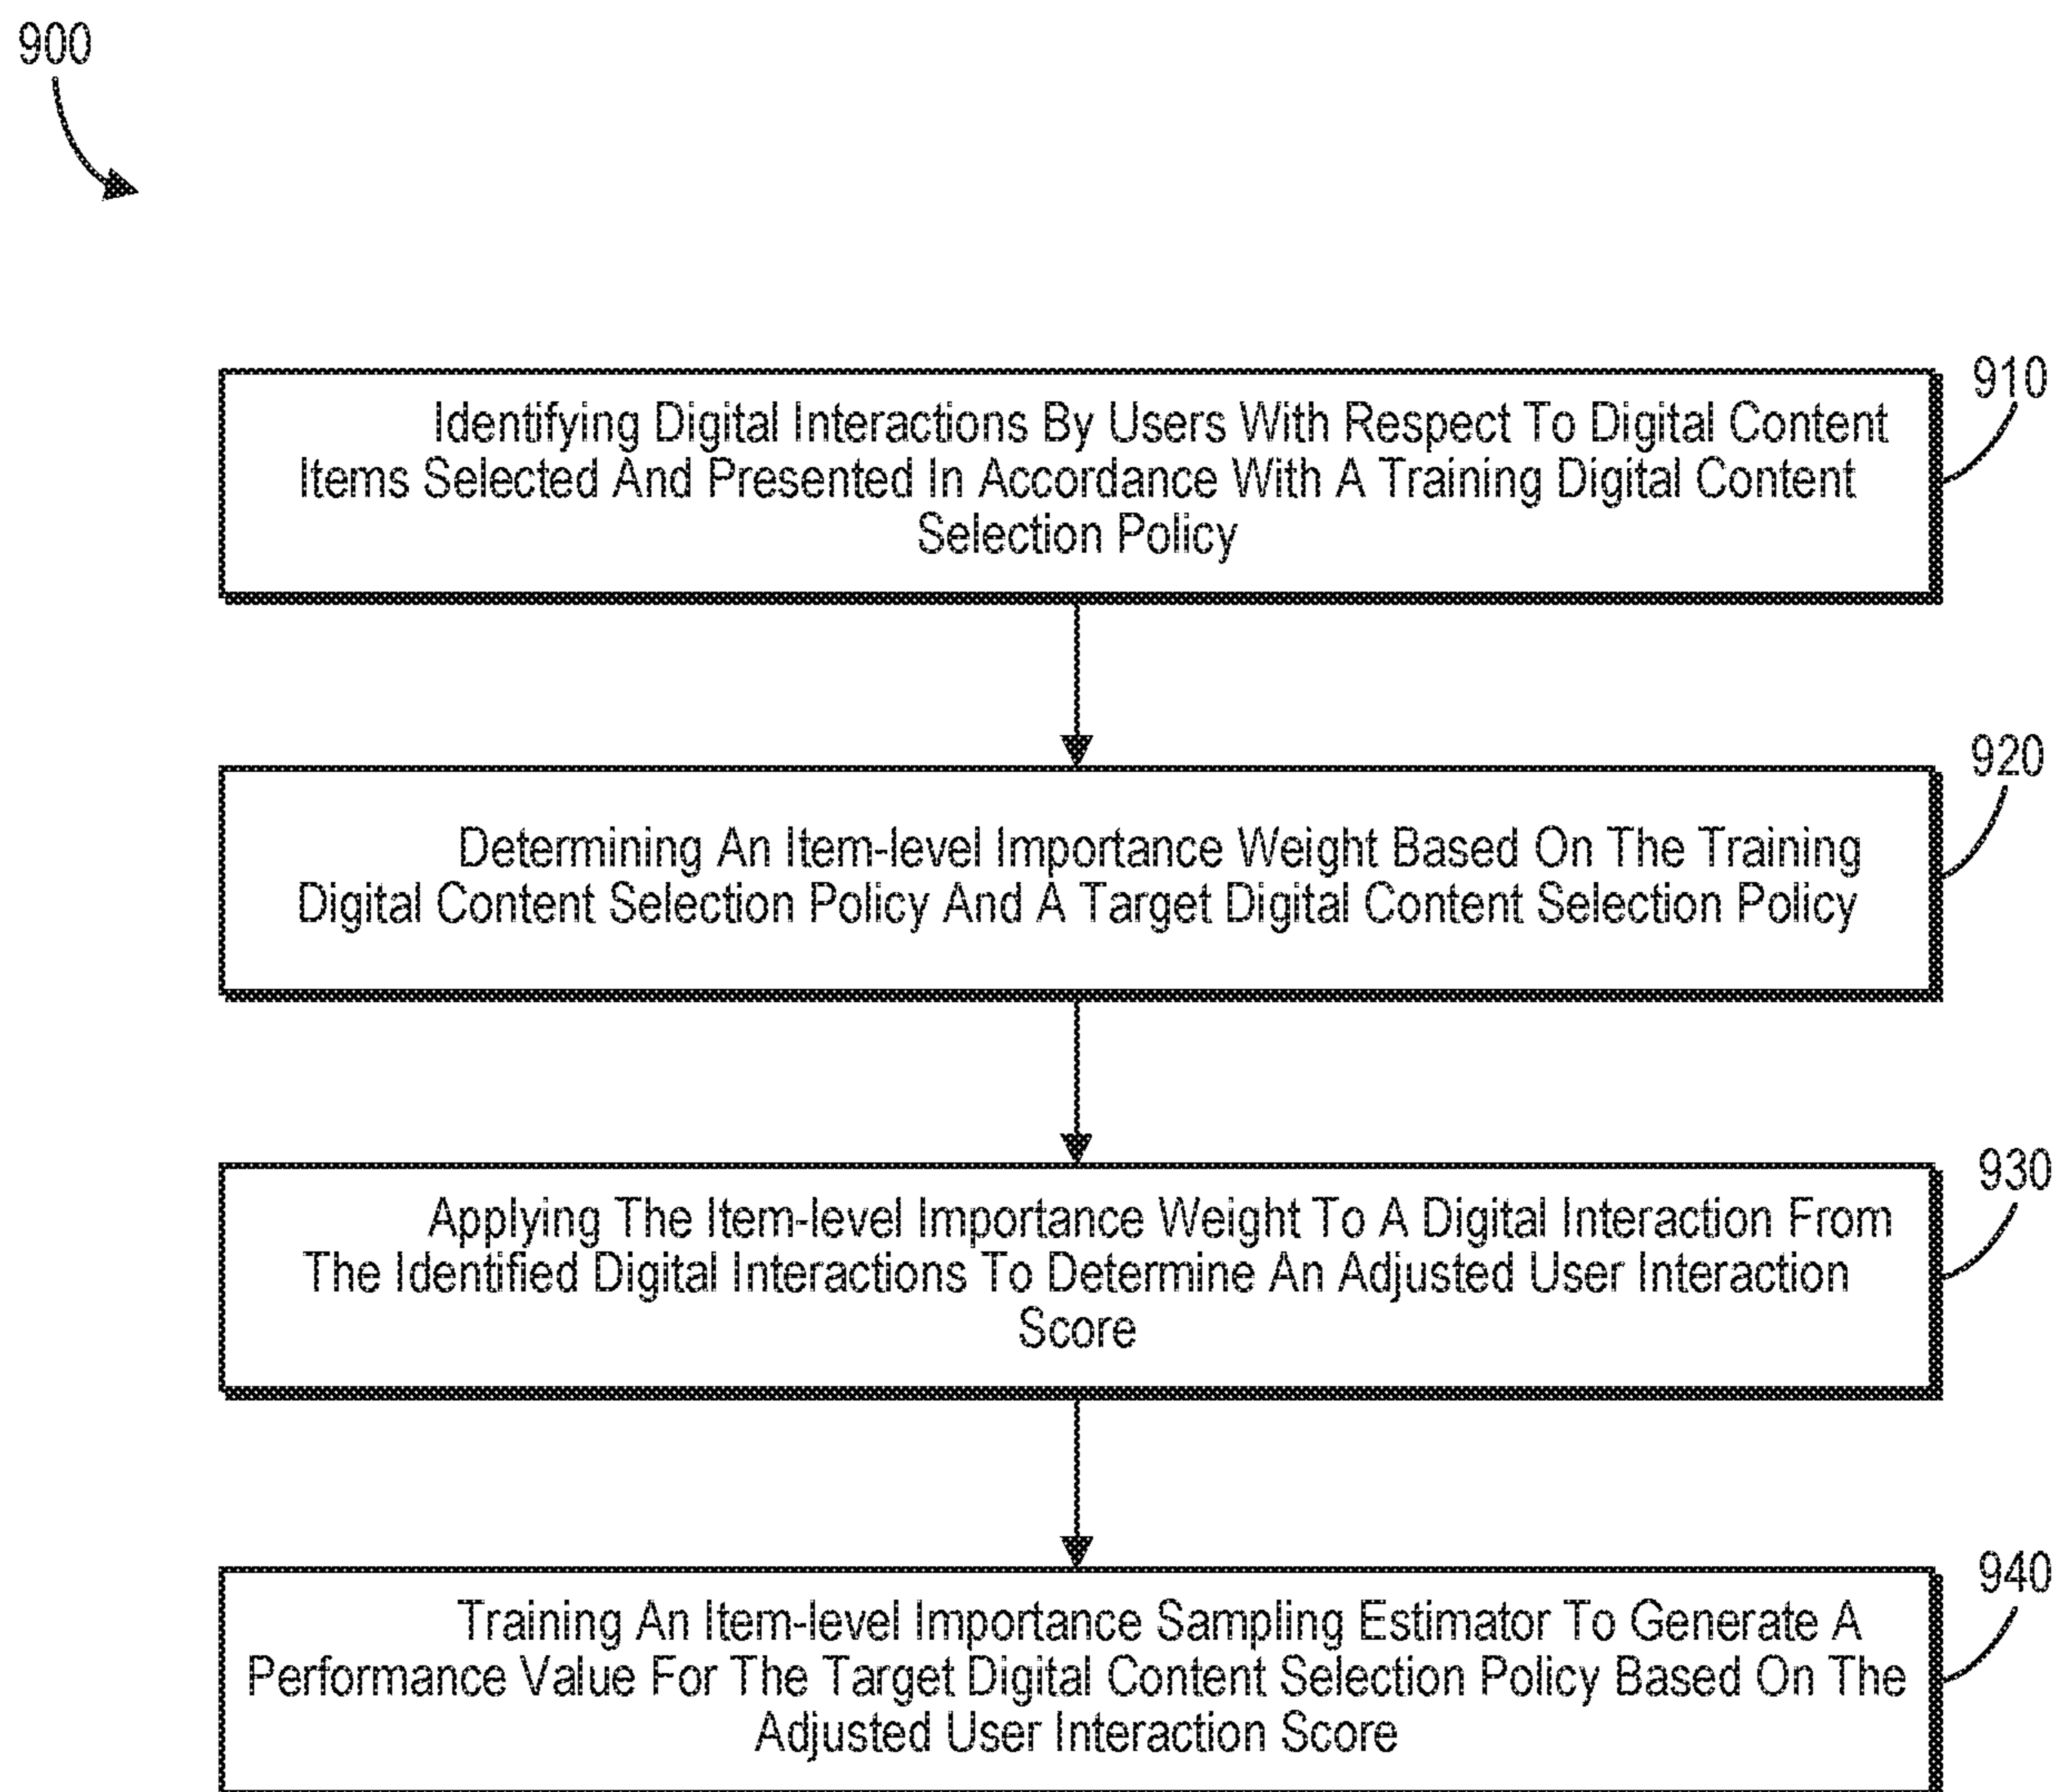 900
910
Identifying Digital Interactions By Users With Respect To Digital Content
Items Selected And Presented In Accordance With A Training Digital Content
Selection Policy
920
Determining An Item-level Importance Weight Based On The Training
Digital Content Selection Policy And A Target Digital Content Selection Policy
930
Applying The Item-level Importance Weight To A Digital Interaction From
The Identified Digital Interactions To Determine An Adjusted User Interaction
Score
940
Training An Item-level Importance Sampling Estimator To Generate A
Performance Value For The Target Digital Content Selection Policy Based On The
Adjusted User Interaction Score